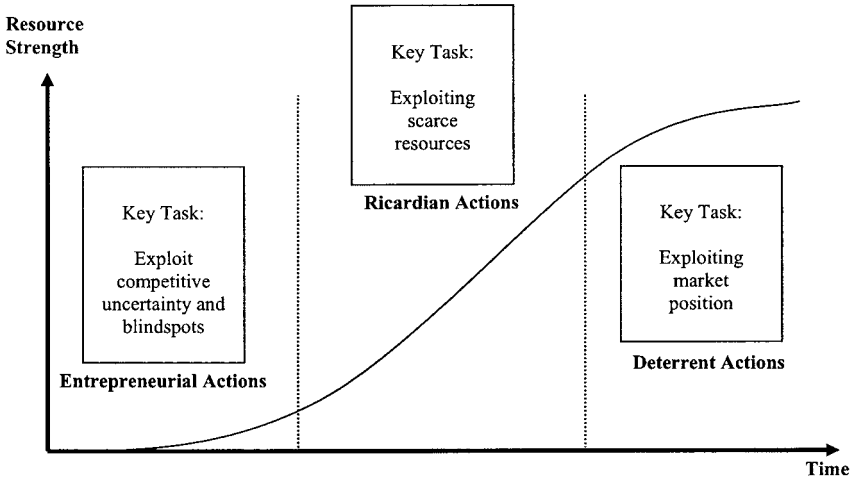 Resource
Strength
Key Task:
Exploiting
scarce
resources
Ricardian Actions
Key Task:
Exploit
competitive
uncertainty and
blindspots
Entrepreneurial Actions
Key Task:
Exploiting
market
position
Deterrent Actions
Time